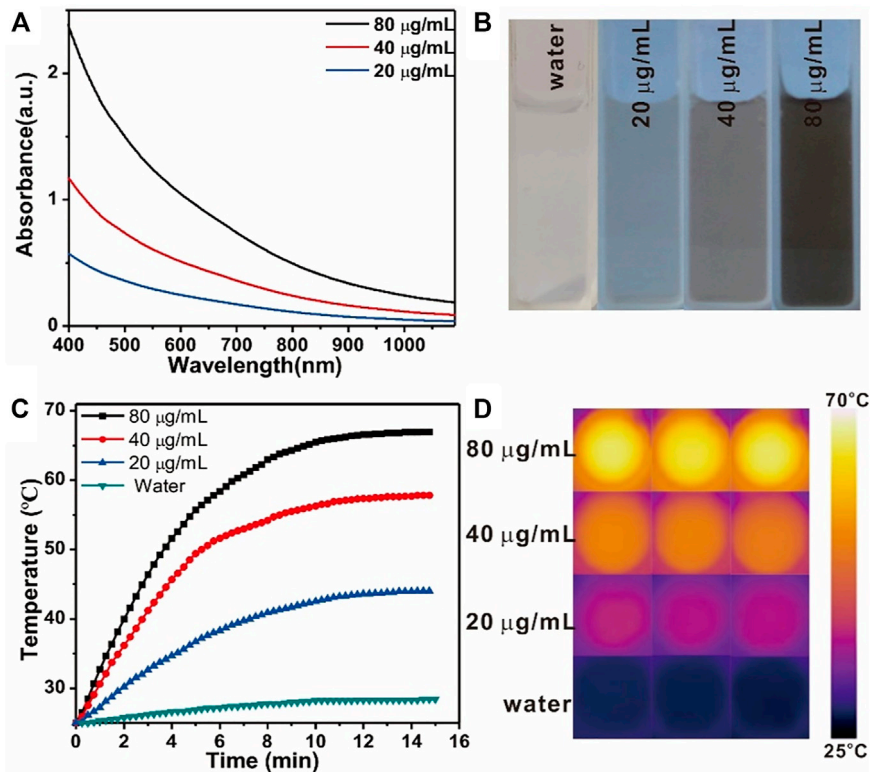 A
80 μg/mL
40 μg/mL
20 μg/mL
2
1
0
Absorbance(a.u.)
400 500 600 700 800 900 1000
Wavelength(nm)
B
water
20 μg/mL
40 μg/mL
80 μg/mL
C
80 μg/mL
40 μg/mL
20 μg/mL
Water
70
60
50
40
30
Temperature (℃)
0 2 4 6 8 10 12 14 16
Time (min)
D
70°C
80 μg/mL
40 μg/mL
20 μg/mL
water
25°C